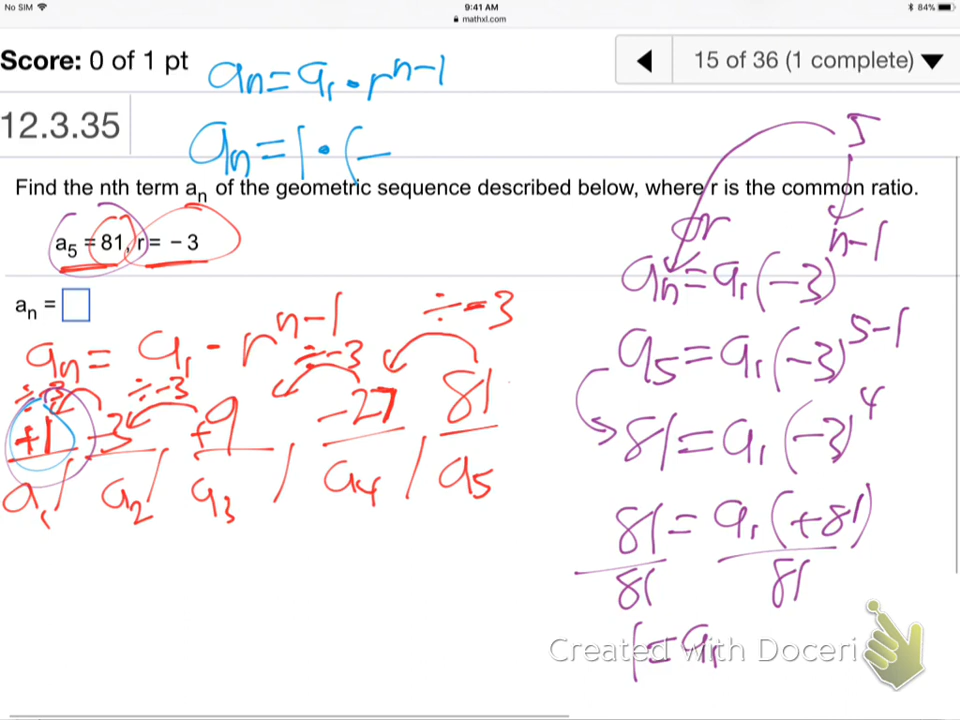 No SIM 9:41 AM 84%
mathxl.com
Score: 0 of 1 pt
aₙ = a₁ · rⁿ⁻¹
15 of 36 (1 complete)
12.3.35
aₙ = 1 · (−
5
Find the nth term aₙ of the geometric sequence described below, where r is the common ratio.
a₅ = 81, r = − 3
aₙ =
aₙ = a₁ - rⁿ⁻¹
÷ -3
÷-3 ÷-3 ÷-3
+1 -3 +9 -27 81
a₁ / a₂ / a₃ / a₄ / a₅
or
aₙ = a₁(-3)ⁿ⁻¹
a₅ = a₁(-3)⁵⁻¹
81 = a₁(-3)⁴
81 = a₁(+81)
81 81
1 = a₁
Created with Doceri